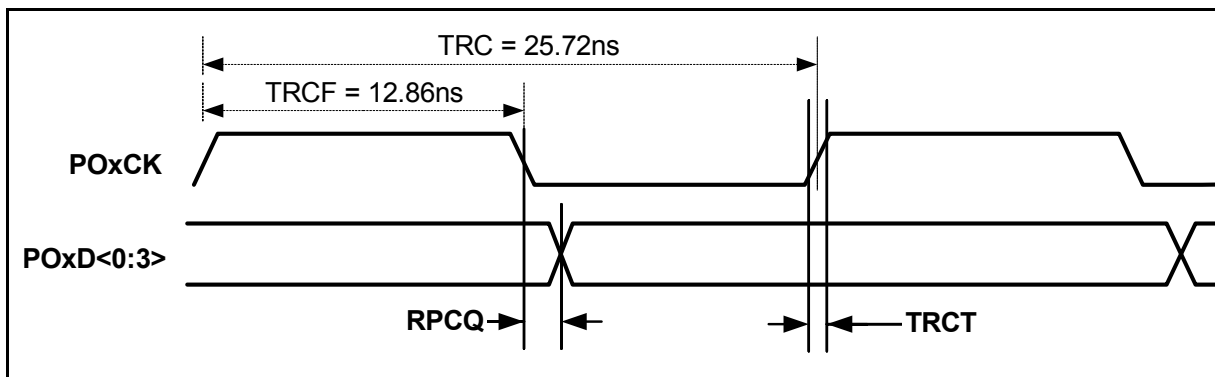 TRC = 25.72ns
TRCF = 12.86ns
POxCK
POxD<0:3>
RPCQ
TRCT